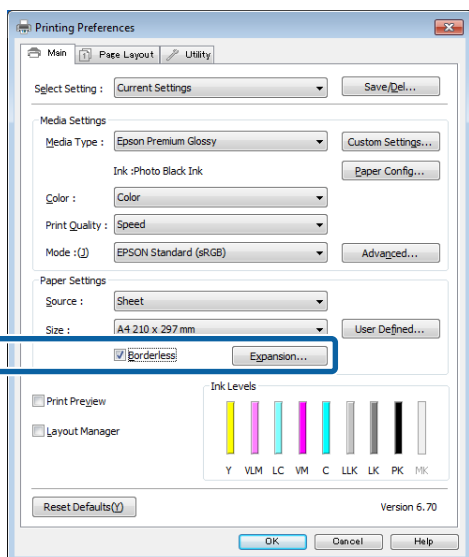 Printing Preferences
Main Page Layout Utility
Select Setting : Current Settings Save/Del...
Media Settings
Media Type : Epson Premium Glossy Custom Settings...
Ink :Photo Black Ink Paper Config...
Color : Color
Print Quality : Speed
Mode :(J) EPSON Standard (sRGB) Advanced...
Paper Settings
Source : Sheet
Size : A4 210 x 297 mm User Defined...
Borderless Expansion...
Ink Levels
Print Preview
Layout Manager
Y VLM LC VM C LLK LK PK MK
Reset Defaults(Y) Version 6.70
OK Cancel Help